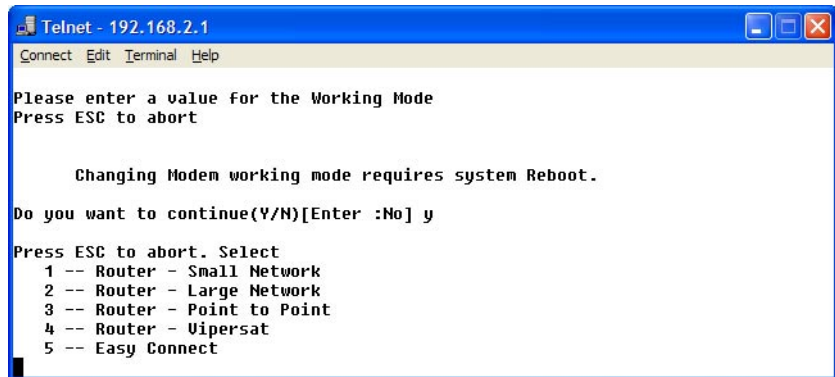 Telnet - 192.168.2.1
Connect Edit Terminal Help
Please enter a value for the Working Mode
Press ESC to abort
Changing Modem working mode requires system Reboot.
Do you want to continue(Y/N)[Enter :No] y
Press ESC to abort. Select
1 -- Router - Small Network
2 -- Router - Large Network
3 -- Router - Point to Point
4 -- Router - Vipersat
5 -- Easy Connect